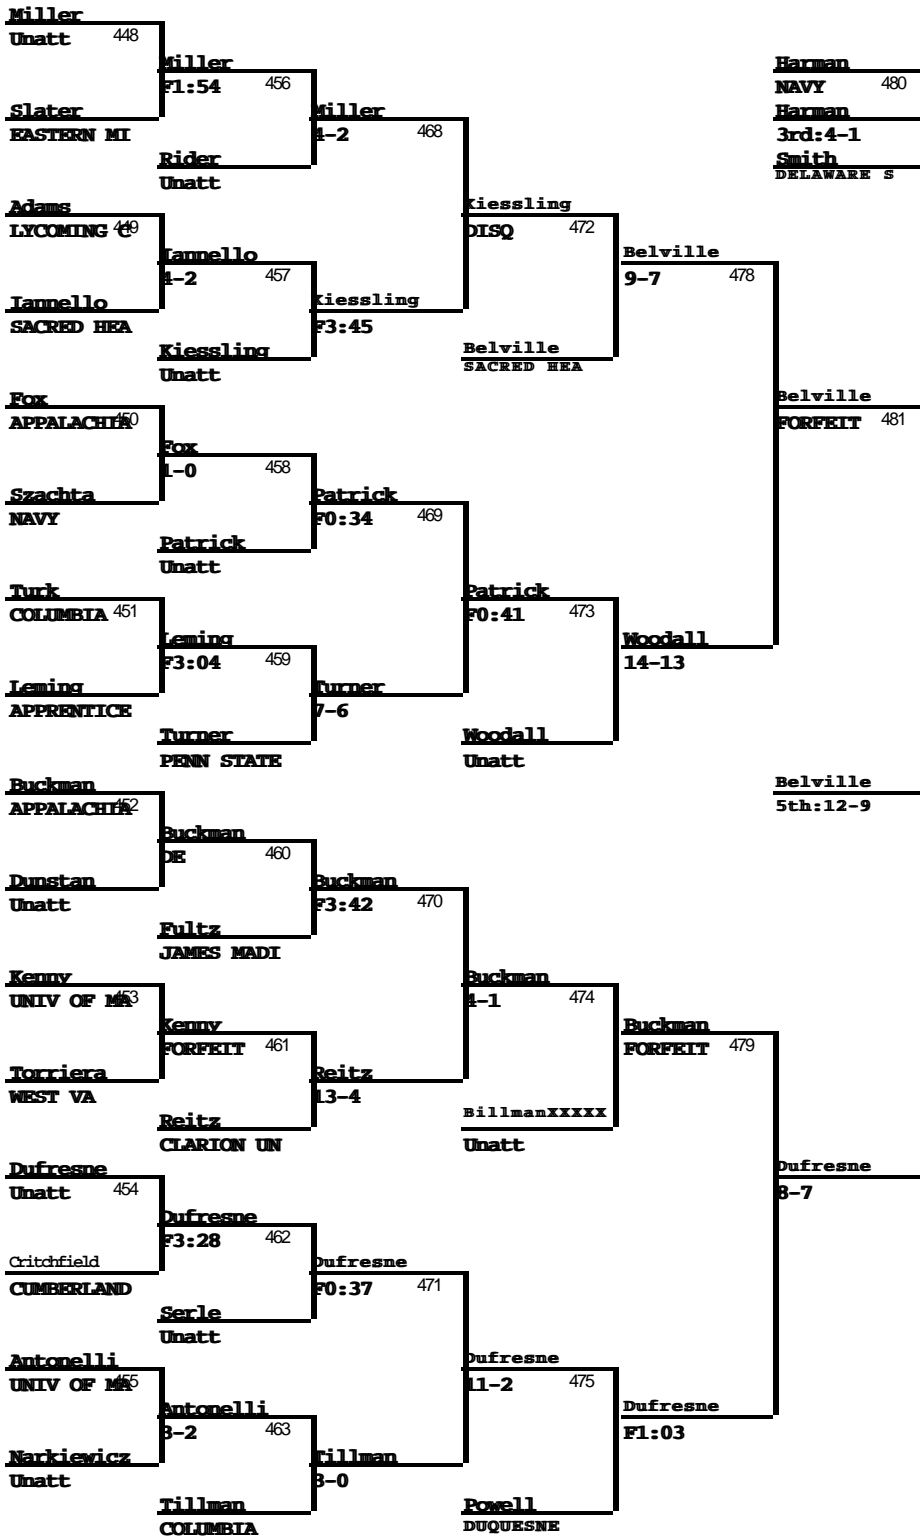 Miller
Unatt 448
Miller
F1:54 456
Slater
EASTERN MI
Miller
4-2 468
Rider
Unatt
Adams
LYCOMING C 449
Kiessling
DISQ 472
Iannello
4-2 457
Iannello
SACRED HEA
Kiessling
F3:45
Kiessling
Unatt
Belville
SACRED HEA
Belville
9-7 478
Fox
APPALACHIA 450
Fox
1-0 458
Szachta
NAVY
Patrick
F0:34 469
Patrick
Unatt
Turk
COLUMBIA 451
Patrick
F0:41 473
Leming
F3:04 459
Woodall
14-13
Leming
APPRENTICE
Turner
7-6
Turner
PENN STATE
Woodall
Unatt
Buckman
APPALACHIA 452
Buckman
DE 460
Dunstan
Unatt
Buckman
F3:42 470
Fultz
JAMES MADI
Kenny
UNIV OF MA 453
Buckman
4-1 474
Kenny
FORFEIT 461
Buckman
FORFEIT 479
Torriera
WEST VA
Reitz
13-4
Reitz
CLARION UN
BillmanXXXXX
Unatt
Dufresne
Unatt 454
Dufresne
F3:28 462
Critchfield
CUMBERLAND
Dufresne
F0:37 471
Serle
Unatt
Antonelli
UNIV OF MA 455
Dufresne
11-2 475
Antonelli
3-2 463
Dufresne
F1:03
Narkiewicz
Unatt
Tillman
3-0
Tillman
COLUMBIA
Powell
DUQUESNE
Harman
NAVY 480
Harman
3rd:4-1
Smith
DELAWARE S
Belville
FORFEIT 481
Belville
5th:12-9
Dufresne
8-7